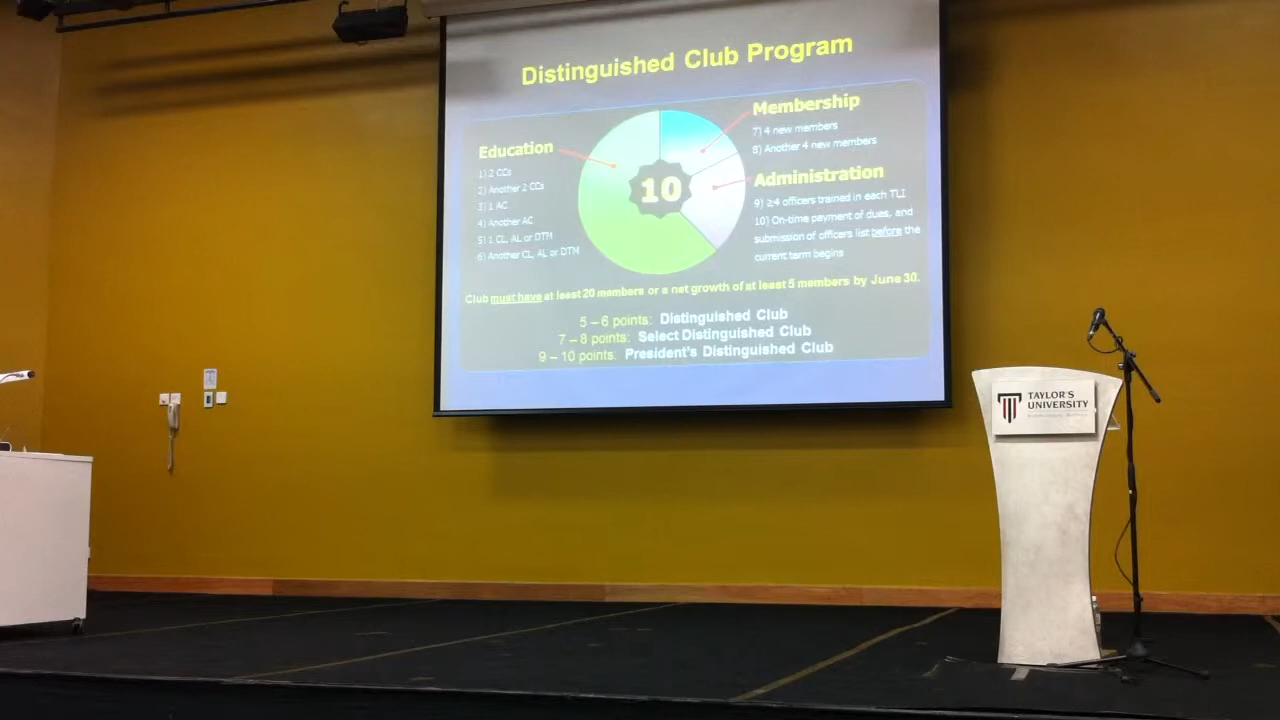 Distinguished Club Program
Education
1) 2 CCs
2) Another 2 CCs
3) 1 AC
4) Another AC
5) 1 CL, AL or DTM
6) Another CL, AL or DTM
10
Membership
7) 4 new members
8) Another 4 new members
Administration
9) ≥4 officers trained in each TLI
10) On-time payment of dues, and
submission of officers list before the
current term begins
Club must have at least 20 members or a net growth of at least 5 members by June 30.
5 – 6 points: Distinguished Club
7 – 8 points: Select Distinguished Club
9 – 10 points: President's Distinguished Club
TAYLOR'S
UNIVERSITY